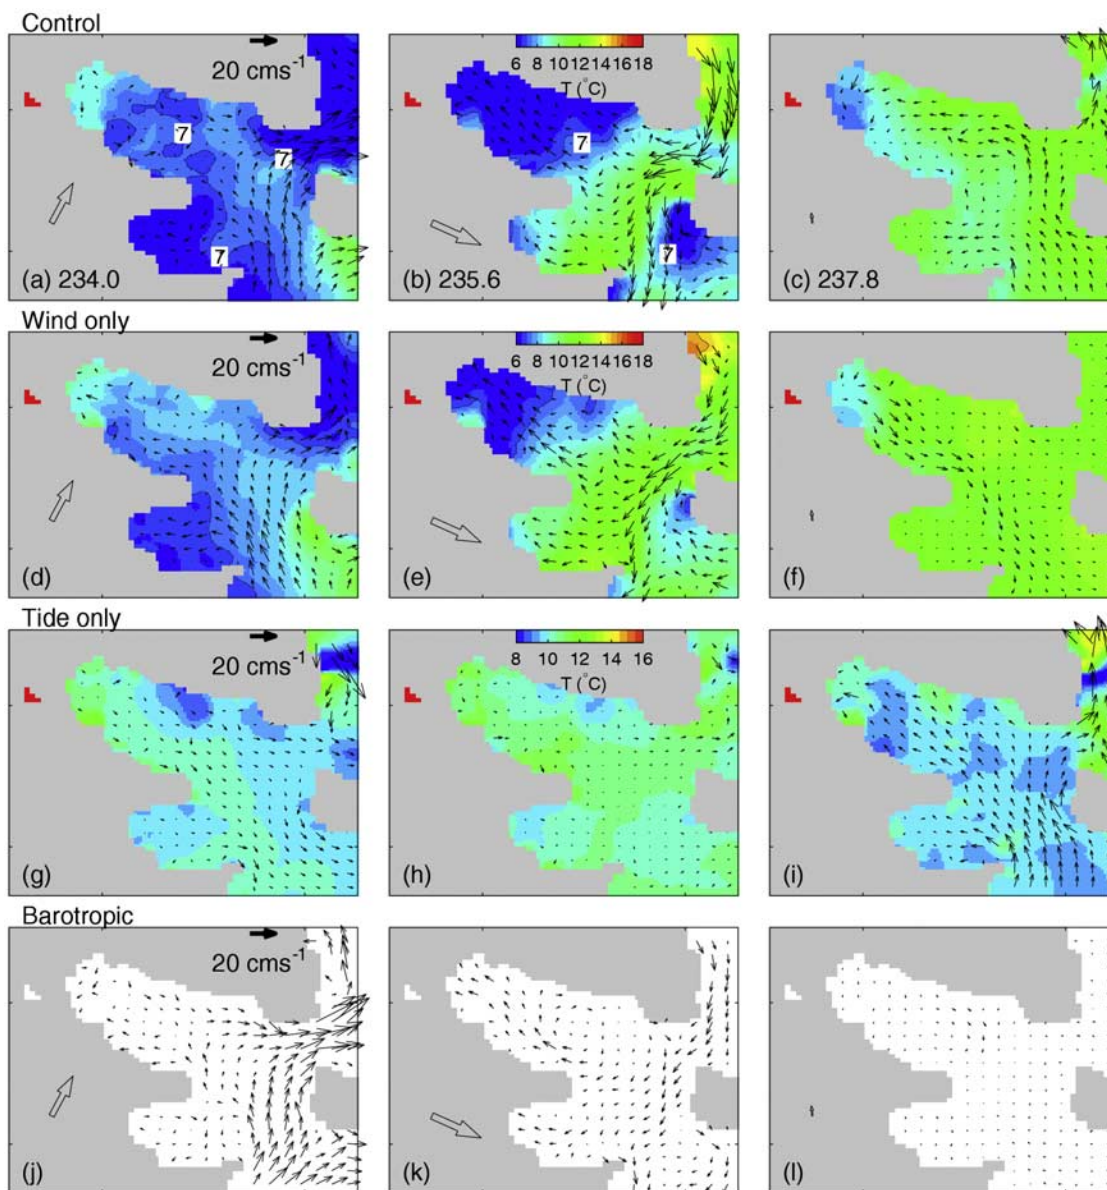 Control
20 cms-1
6 8 10 12 14 16 18
T (°C)
7
7
7
7
7
(a) 234.0
(b) 235.6
(c) 237.8
Wind only
20 cms-1
6 8 10 12 14 16 18
T (°C)
(d)
(e)
(f)
Tide only
20 cms-1
8 10 12 14 16
T (°C)
(g)
(h)
(i)
Barotropic
20 cms-1
(j)
(k)
(l)